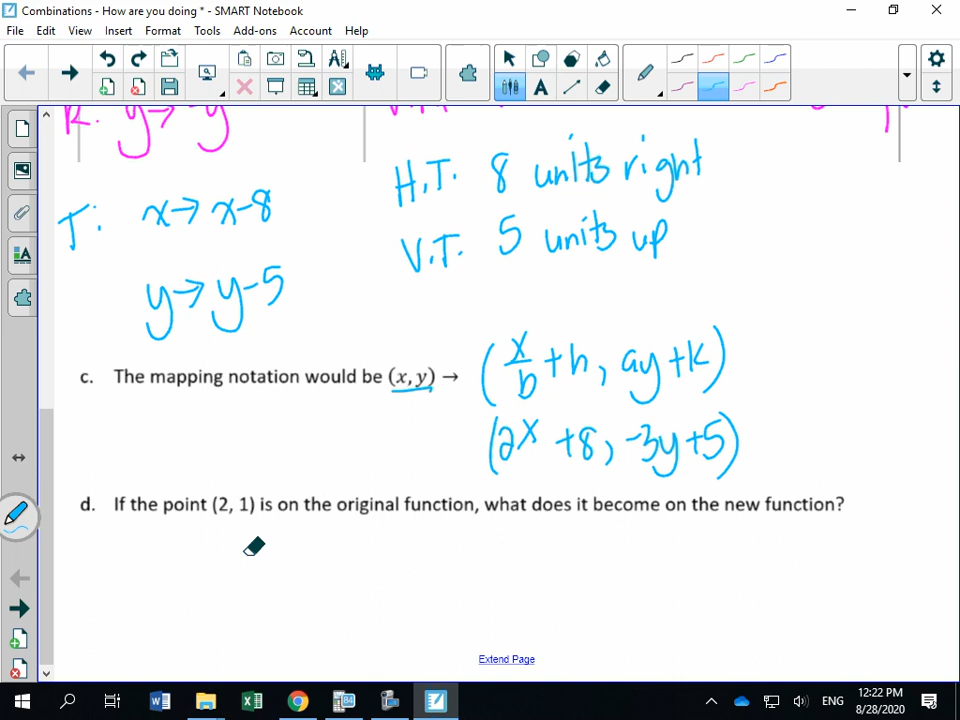 Combinations - How are you doing * - SMART Notebook
File Edit View Insert Format Tools Add-ons Account Help
R. y→ -y
H.T. 8 units right
T: x→ x-8
V.T. 5 units up
y→ y-5
c. The mapping notation would be (x, y) → (x/b + h, ay + k)
(2x + 8, -3y + 5)
d. If the point (2, 1) is on the original function, what does it become on the new function?
Extend Page
ENG
12:22 PM
8/28/2020